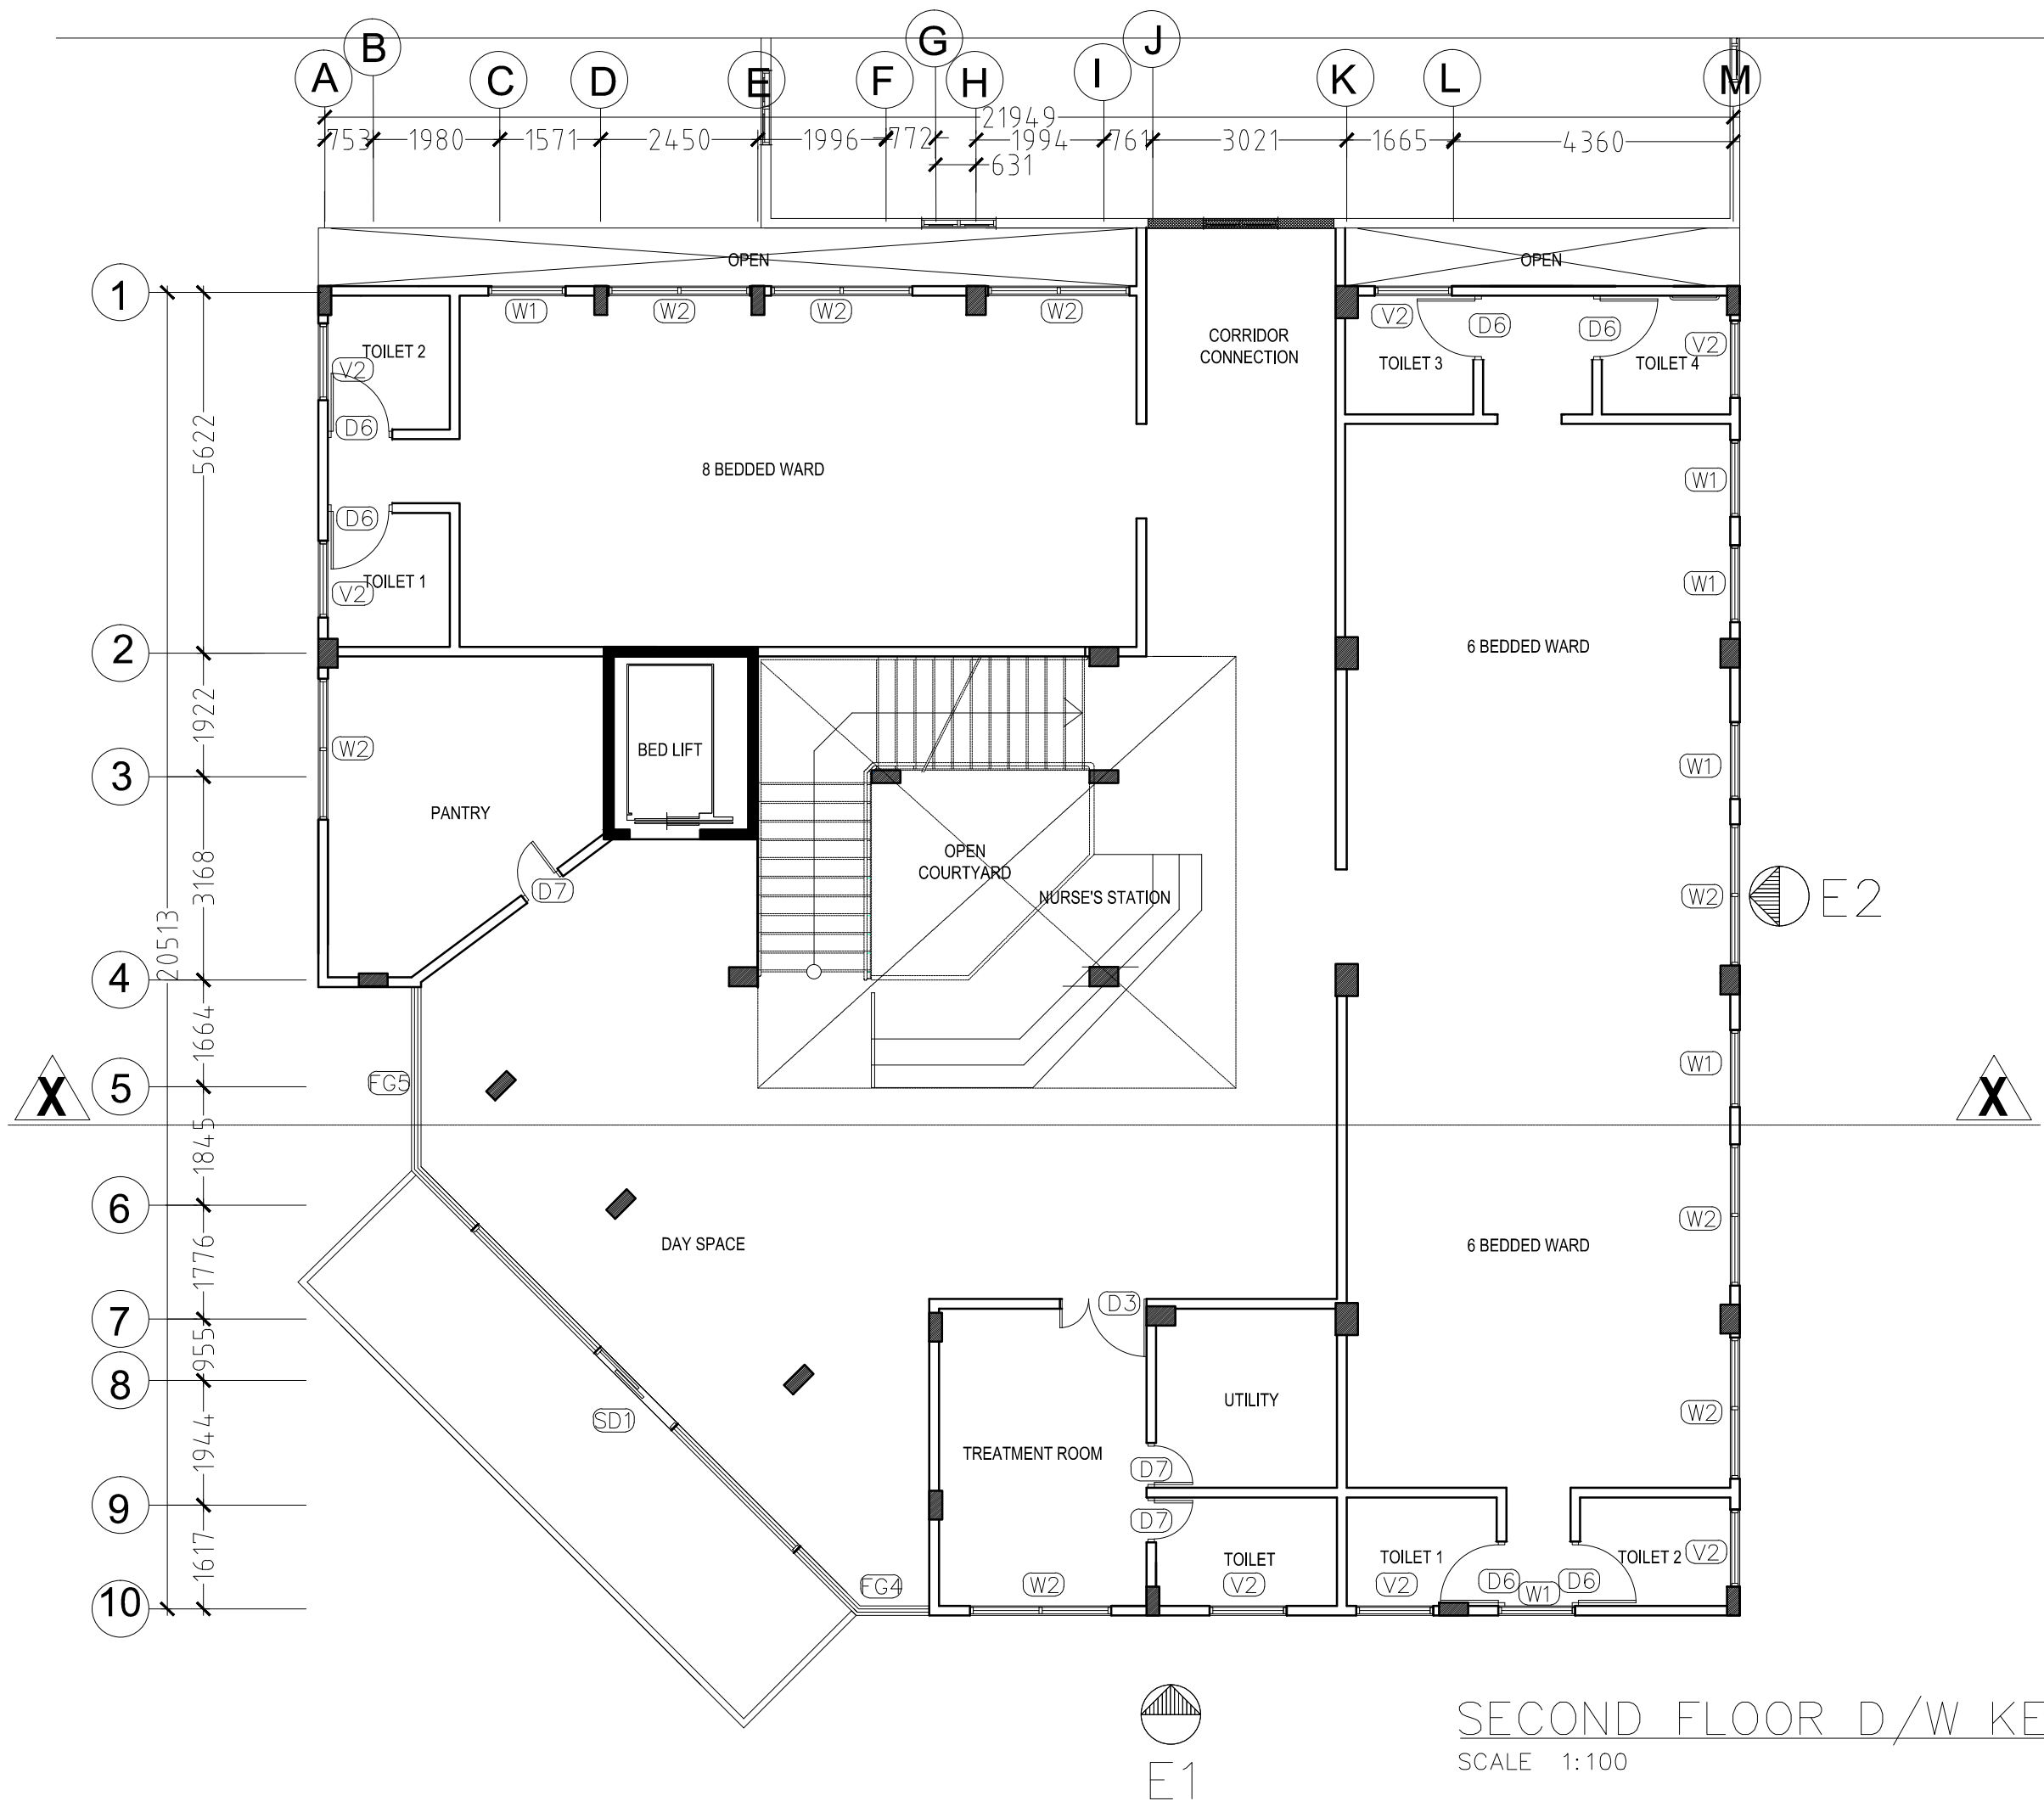 A
B
C
D
E
F
G
H
I
J
K
L
M
21949
753
1980
1571
2450
1996
772
1994
761
3021
1665
4360
631
OPEN
OPEN
1
W1
W2
W2
W2
V2
D6
D6
V2
TOILET 2
V2
CORRIDOR
CONNECTION
TOILET 3
TOILET 4
D6
5622
8 BEDDED WARD
W1
D6
V2
TOILET 1
W1
2
6 BEDDED WARD
1922
W2
BED LIFT
3
W1
PANTRY
3168
OPEN
COURTYARD
D7
NURSE'S STATION
W2
E2
20513
4
1664
FG5
5
W1
X
X
1845
6
W2
1776
DAY SPACE
6 BEDDED WARD
7
D3
955
8
UTILITY
W2
SD1
1944
TREATMENT ROOM
D7
9
D7
1617
TOILET
TOILET 1
TOILET 2
V2
FG4
W2
V2
V2
D6
W1
D6
10
E1
SECOND FLOOR D/W KE
SCALE 1:100